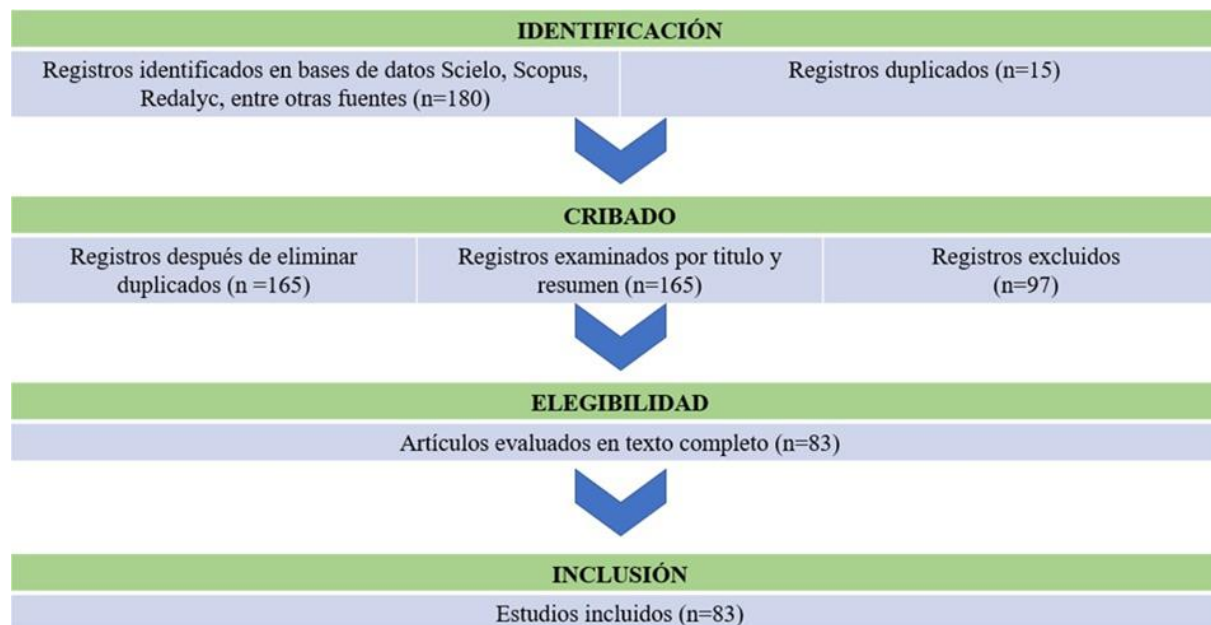 IDENTIFICACIÓN
Registros identificados en bases de datos Scielo, Scopus,
Redalyc, entre otras fuentes (n=180)
Registros duplicados (n=15)
CRIBADO
Registros después de eliminar
duplicados (n =165)
Registros examinados por titulo y
resumen (n=165)
Registros excluidos
(n=97)
ELEGIBILIDAD
Artículos evaluados en texto completo (n=83)
INCLUSIÓN
Estudios incluidos (n=83)